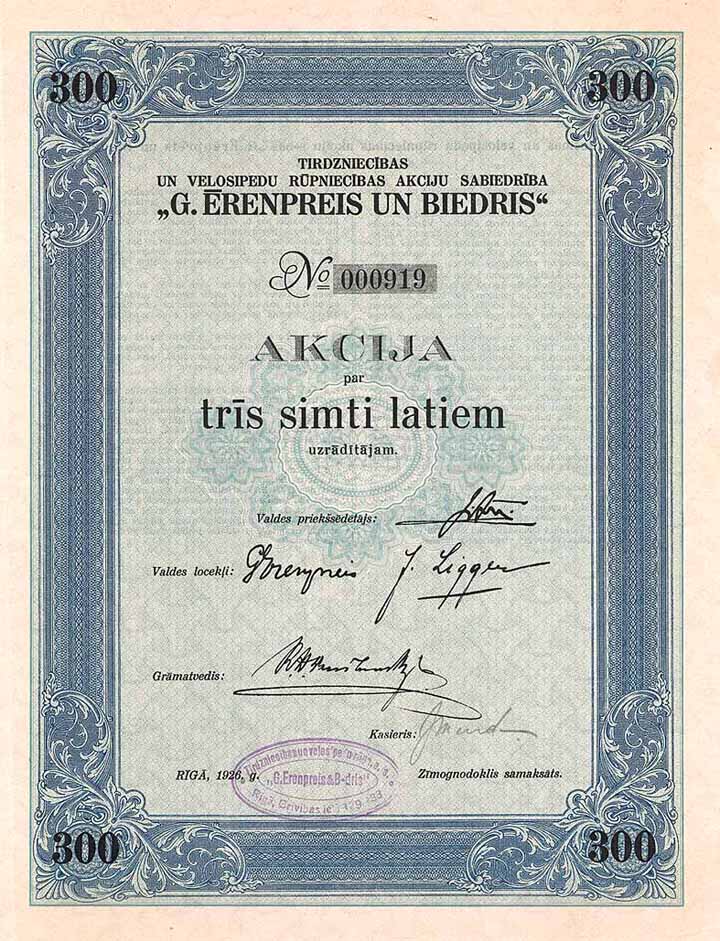 300 300
TIRDZNIECĪBAS
UN VELOSIPEDU RŪPNIECĪBAS AKCIJU SABIEDRĪBA
„G. ĒRENPREIS UN BIEDRIS“
No 000919
AKCIJA
par
trīs simti latiem
uzrādītājam.
Valdes priekšsēdētājs:
Valdes locekļi: J. Ligger
Grāmatvedis:
Kasieris:
RĪGĀ, 1926. g.
„G.Erenpreis&B-dris“
Zīmognodoklis samaksāts.
300 300